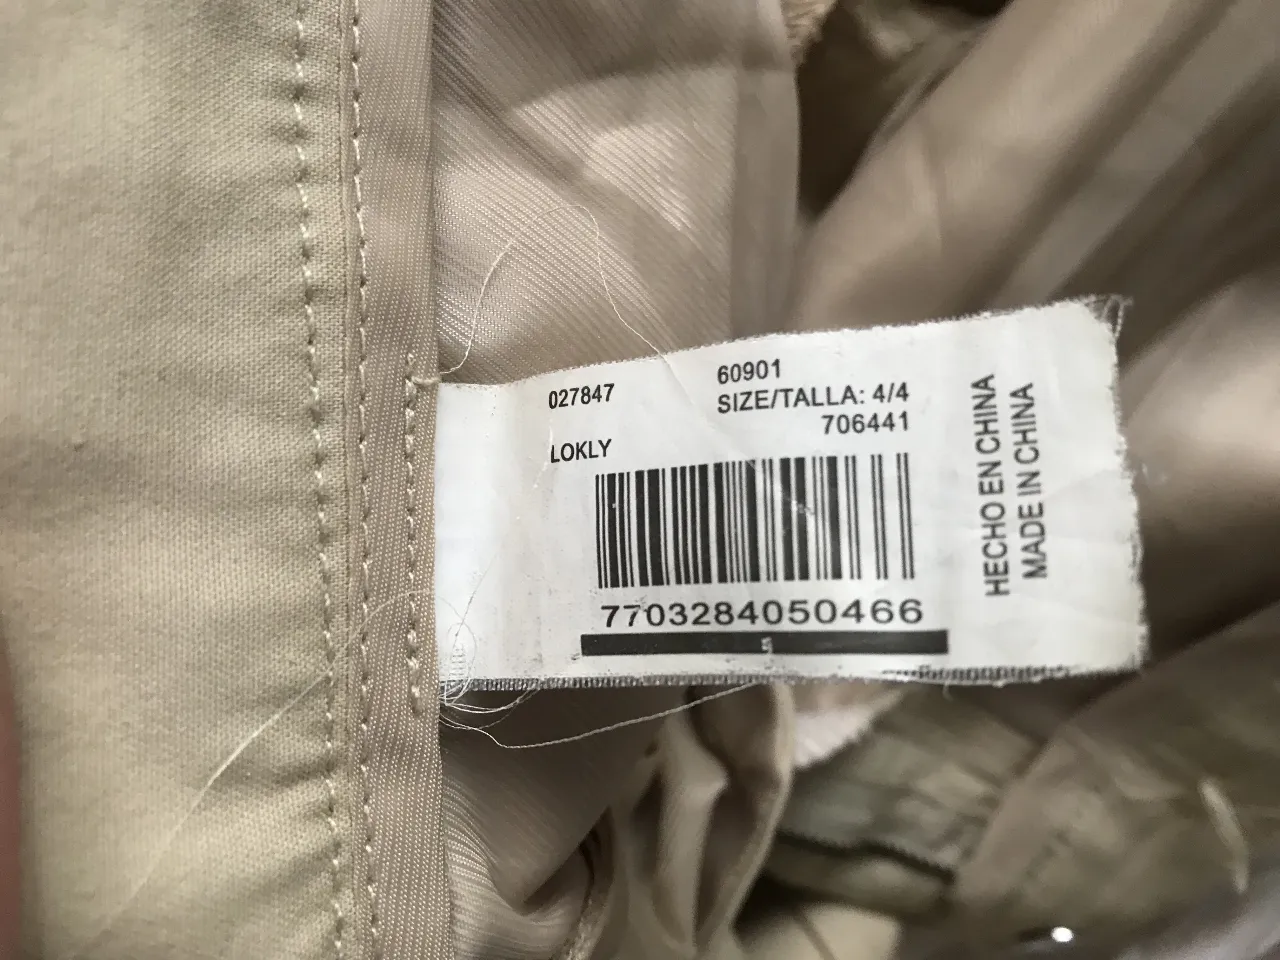 027847
60901
SIZE/TALLA: 4/4
706441
LOKLY
7703284050466
HECHO EN CHINA
MADE IN CHINA